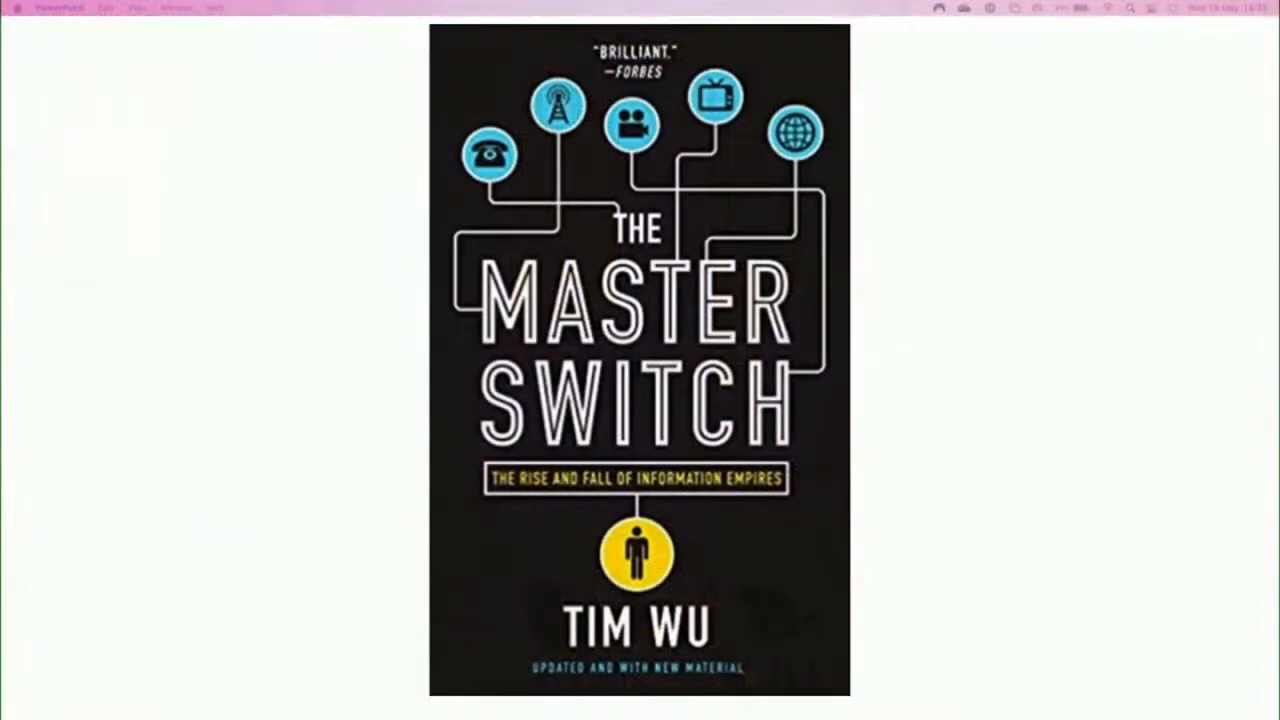 PowerPoint
"BRILLIANT."
—FORBES
THE
MASTER
SWITCH
THE RISE AND FALL OF INFORMATION EMPIRES
TIM WU
UPDATED AND WITH NEW MATERIAL